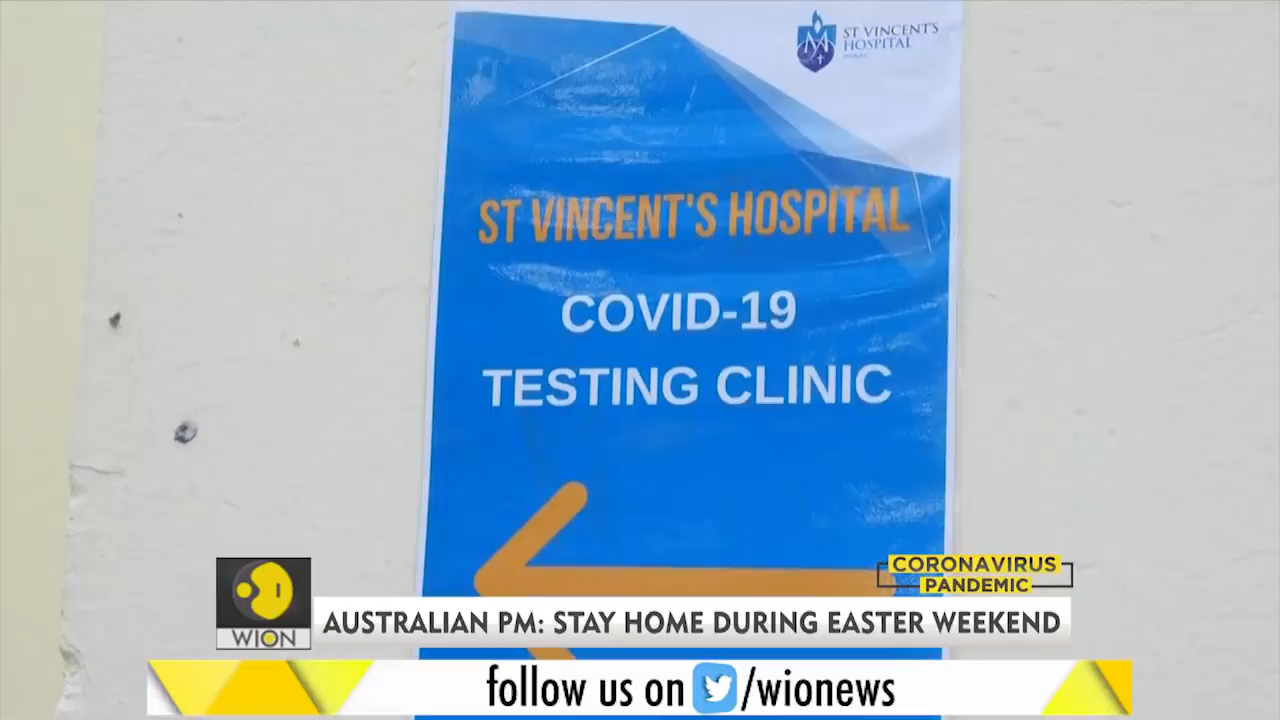 ST VINCENT'S
HOSPITAL
ST VINCENT'S HOSPITAL
COVID-19
TESTING CLINIC
CORONAVIRUS
PANDEMIC
WION
AUSTRALIAN PM: STAY HOME DURING EASTER WEEKEND
follow us on /wionews